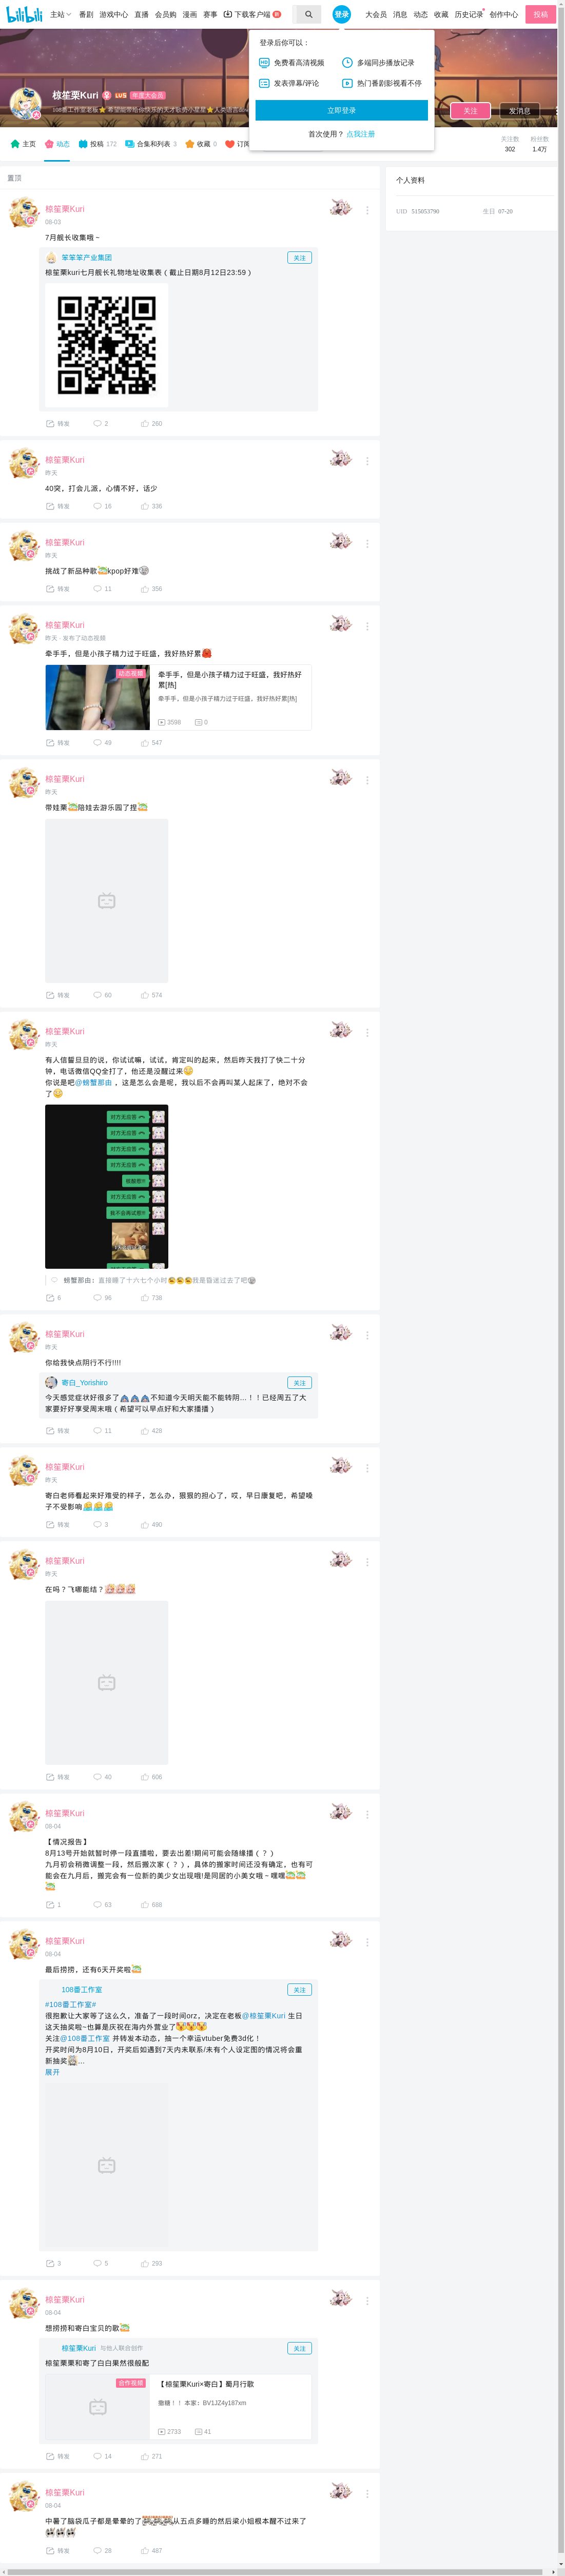 bilibili 主站 番剧 游戏中心 直播 会员购 漫画 赛事 下载客户端 登录 大会员 消息 动态 收藏 历史记录 创作中心 投稿
登录后你可以：
免费看高清视频 多端同步播放记录
发表弹幕/评论 热门番剧影视看不停
立即登录
首次使用？ 点我注册
椋笙栗Kuri LV5 年度大会员
关注 发消息
主页 动态 投稿 172 合集和列表 3 收藏 0
关注数 粉丝数
302 1.4万
个人资料
UID 515053790 生日 07-20
置顶
椋笙栗Kuri
08-03
7月舰长收集哦～
笨笨笨产业集团 关注
椋笙栗kuri七月舰长礼物地址收集表（截止日期8月12日23:59）
转发 2 260
椋笙栗Kuri
昨天
40突，打会儿派，心情不好，话少
转发 16 336
椋笙栗Kuri
昨天
挑战了新品种歌kpop好难
转发 11 356
椋笙栗Kuri
昨天 · 发布了动态视频
牵手手，但是小孩子精力过于旺盛，我好热好累
动态视频
牵手手，但是小孩子精力过于旺盛，我好热好
累[热]
牵手手，但是小孩子精力过于旺盛，我好热好累[热]
3598 0
转发 49 547
椋笙栗Kuri
昨天
带娃栗陪娃去游乐园了捏
转发 60 574
椋笙栗Kuri
昨天
有人信誓旦旦的说，你试试嘛，试试，肯定叫的起来，然后昨天我打了快二十分
钟，电话微信QQ全打了，他还是没醒过来
你说是吧@螃蟹那由 ，这是怎么会是呢，我以后不会再叫某人起床了，绝对不会
了
对方无应答
对方无应答
对方无应答
对方无应答
对方无应答
我不会再试图!!
螃蟹那由：直接睡了十六七个小时我是昏迷过去了吧
8 96 738
椋笙栗Kuri
昨天
你给我快点阴行不行!!!!
寄白_Yorishiro 关注
今天感觉症状好很多了不知道今天明天能不能转阴…！！已经周五了大
家要好好享受周末哦（希望可以早点好和大家播播）
转发 11 428
椋笙栗Kuri
昨天
寄白老师看起来好难受的样子，怎么办，狠狠的担心了，哎，早日康复吧，希望嗓
子不受影响
转发 3 490
椋笙栗Kuri
昨天
在吗？飞哪能结？
转发 40 606
椋笙栗Kuri
08-04
【情况报告】
8月13号开始就暂时停一段直播啦，要去出差!期间可能会随缘播（？）
九月初会稍微调整一段，然后搬次家（？），具体的搬家时间还没有确定，也有可
能会在九月后，搬完会有一位新的美少女出现哦!是同居的小美女哦～嘿嘿
1 63 688
椋笙栗Kuri
08-04
最后捞捞，还有6天开奖啦
108番工作室 关注
#108番工作室#
很抱歉让大家等了这么久，准备了一段时间orz，决定在老板@椋笙栗Kuri 生日
这天抽奖啦~也算是庆祝在海内外营业了
关注@108番工作室 并转发本动态，抽一个幸运vtuber免费3d化！
开奖时间为8月10日，开奖后如遇到7天内未联系/未有个人设定图的情况将会重
新抽奖...
展开
3 5 293
椋笙栗Kuri
08-04
想捞捞和寄白宝贝的歌
椋笙栗Kuri 与他人联合创作 关注
椋笙栗栗和寄了白白果然很般配
合作视频
【椋笙栗Kuri×寄白】蜀月行歌
撒糖！！ 本家：BV1JZ4y187xm
2733 41
转发 14 271
椋笙栗Kuri
08-04
中暑了脑袋瓜子都是晕晕的了从五点多睡的然后梁小姐根本醒不过来了
转发 28 487